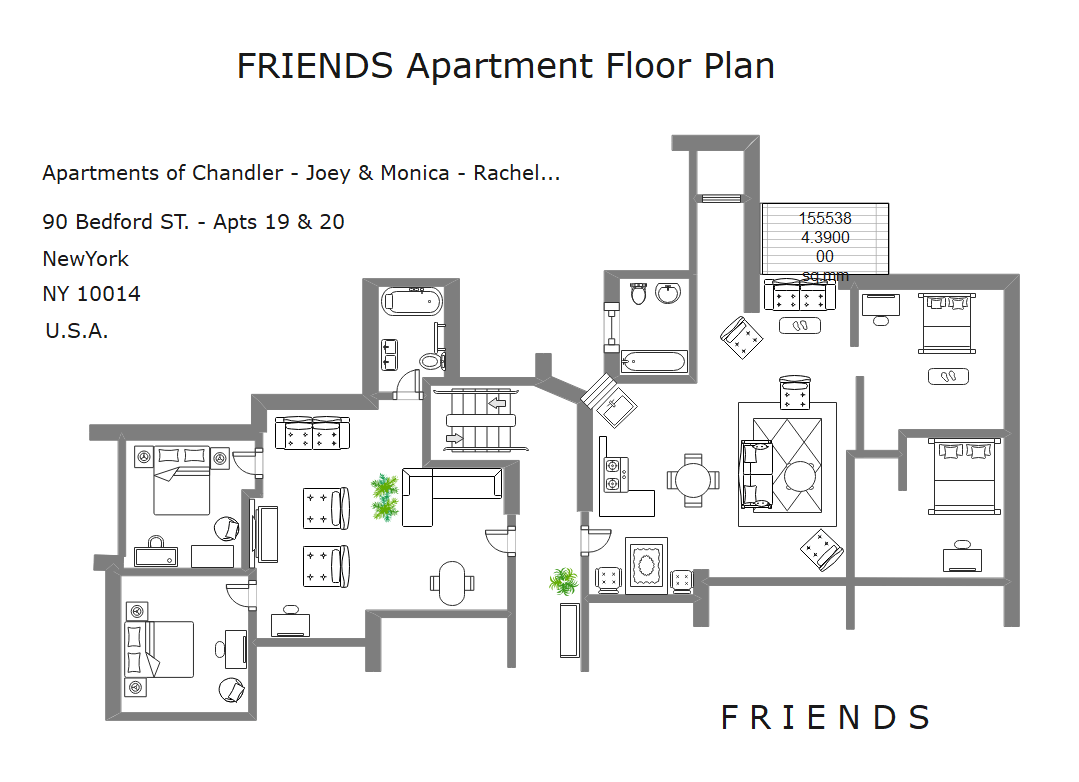 FRIENDS Apartment Floor Plan
Apartments of Chandler - Joey & Monica - Rachel...
90 Bedford ST. - Apts 19 & 20
NewYork
NY 10014
U.S.A.
155538
4.3900
00
sq.mm
F R I E N D S